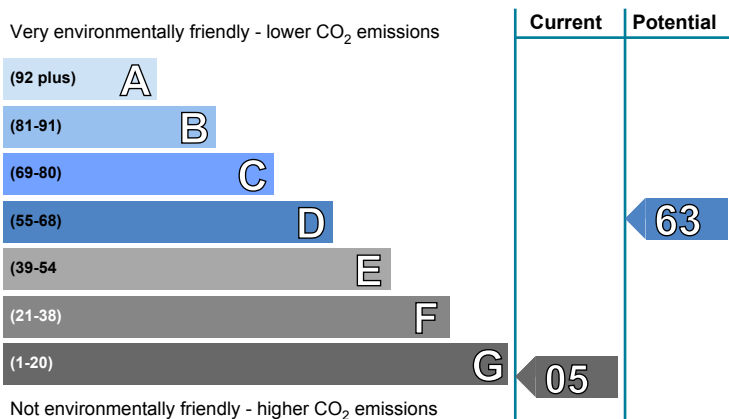 Current Potential
Very environmentally friendly - lower CO2 emissions
(92 plus) A
(81-91) B
(69-80) C
(55-68) D
63
(39-54 E
(21-38) F
(1-20) G
05
Not environmentally friendly - higher CO2 emissions